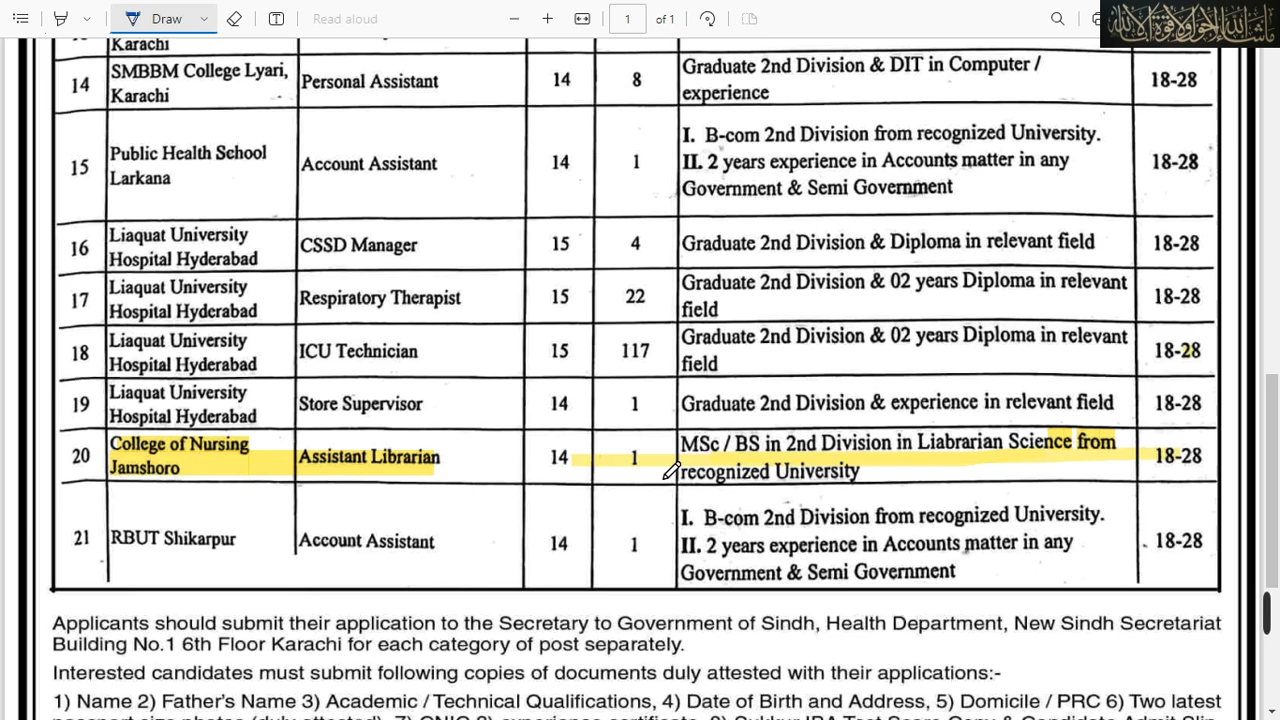 Draw
Read aloud
1 of 1
Karachi
14 SMBBM College Lyari, Karachi Personal Assistant 14 8 Graduate 2nd Division & DIT in Computer / experience 18-28
15 Public Health School Larkana Account Assistant 14 1 I. B-com 2nd Division from recognized University. II. 2 years experience in Accounts matter in any Government & Semi Government 18-28
16 Liaquat University Hospital Hyderabad CSSD Manager 15 4 Graduate 2nd Division & Diploma in relevant field 18-28
17 Liaquat University Hospital Hyderabad Respiratory Therapist 15 22 Graduate 2nd Division & 02 years Diploma in relevant field 18-28
18 Liaquat University Hospital Hyderabad ICU Technician 15 117 Graduate 2nd Division & 02 years Diploma in relevant field 18-28
19 Liaquat University Hospital Hyderabad Store Supervisor 14 1 Graduate 2nd Division & experience in relevant field 18-28
20 College of Nursing Jamshoro Assistant Librarian 14 1 MSc / BS in 2nd Division in Liabrarian Science from recognized University 18-28
21 RBUT Shikarpur Account Assistant 14 1 I. B-com 2nd Division from recognized University. II. 2 years experience in Accounts matter in any Government & Semi Government 18-28
Applicants should submit their application to the Secretary to Government of Sindh, Health Department, New Sindh Secretariat
Building No.1 6th Floor Karachi for each category of post separately.
Interested candidates must submit following copies of documents duly attested with their applications:-
1) Name 2) Father's Name 3) Academic / Technical Qualifications, 4) Date of Birth and Address, 5) Domicile / PRC 6) Two latest